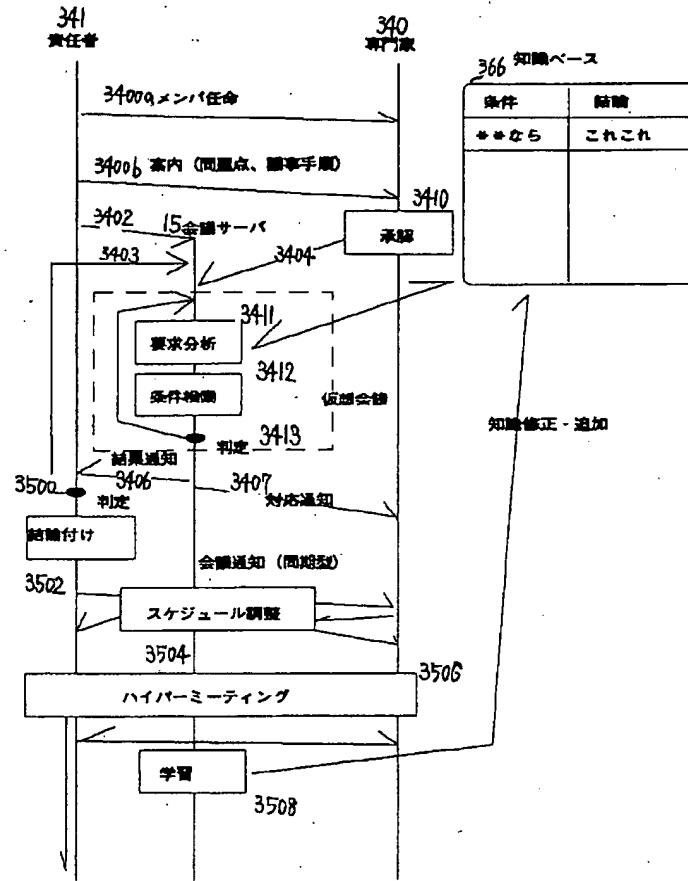 341
責任者
340
専門家
366 知識ベース
条件 結論
**なら これこれ
3400a メンバ任命
3400b 案内 (問題点、議事手順)
3410
承認
3402
15会議サーバ
3403
3404
3411
要求分析
3412
条件検索
仮想会議
判定 3413
知識修正・追加
結果通知
3406
3407
3500
判定
対応通知
結論付け
会議通知 (同期型)
3502
スケジュール調整
3504
3506
ハイパーミーティング
学習
3508